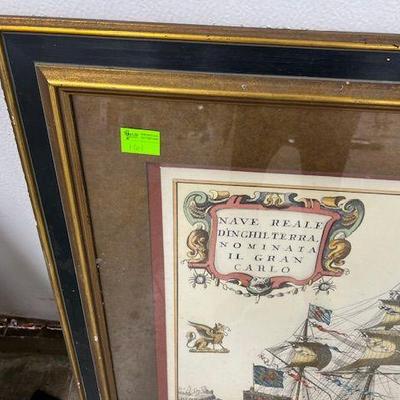 NAVE REALE
D'INGHILTERRA,
NOMINATA
IL GRAN
CARLO